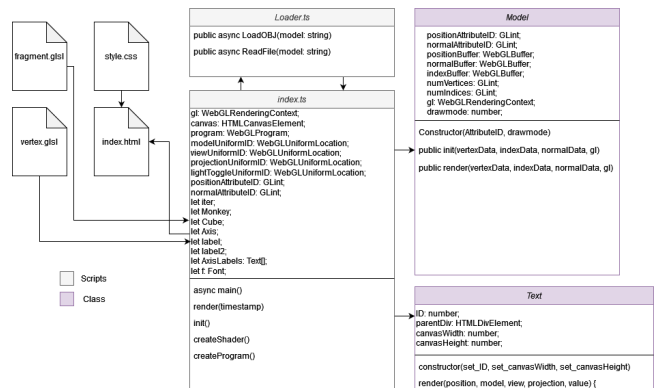 Loader.ts
public async LoadOBJ(model: string)
public async ReadFile(model: string)
Model
positionAttributeID: GLint;
normalAttributeID: GLint;
positionBuffer: WebGLBuffer;
normalBuffer: WebGLBuffer;
indexBuffer: WebGLBuffer;
numVertices: GLint;
numIndices: GLint;
gl: WebGLRenderingContext;
drawmode: number;
Constructor(AttributeID, drawmode)
public init(vertexData, indexData, normalData, gl)
public render(vertexData, indexData, normalData, gl)
fragment.glsl
style.css
vertex.glsl
index.html
index.ts
gl: WebGLRenderingContext;
canvas: HTMLCanvasElement;
program: WebGLProgram;
modelUniformID: WebGLUniformLocation;
viewUniformID: WebGLUniformLocation;
projectionUniformID: WebGLUniformLocation;
lightToggleUniformID: WebGLUniformLocation;
positionAttributeID: GLint;
normalAttributeID: GLint;
let iter;
let Monkey;
let Cube;
let Axis;
let label;
let label2;
let AxisLabels: Text[];
let f: Font;
async main()
render(timestamp)
init()
createShader()
createProgram()
Scripts
Class
Text
ID: number;
parentDiv: HTMLDivElement;
canvasWidth: number;
canvasHeight: number;
constructor(set_ID, set_canvasWidth, set_canvasHeight)
render(position, model, view, projection, value) {